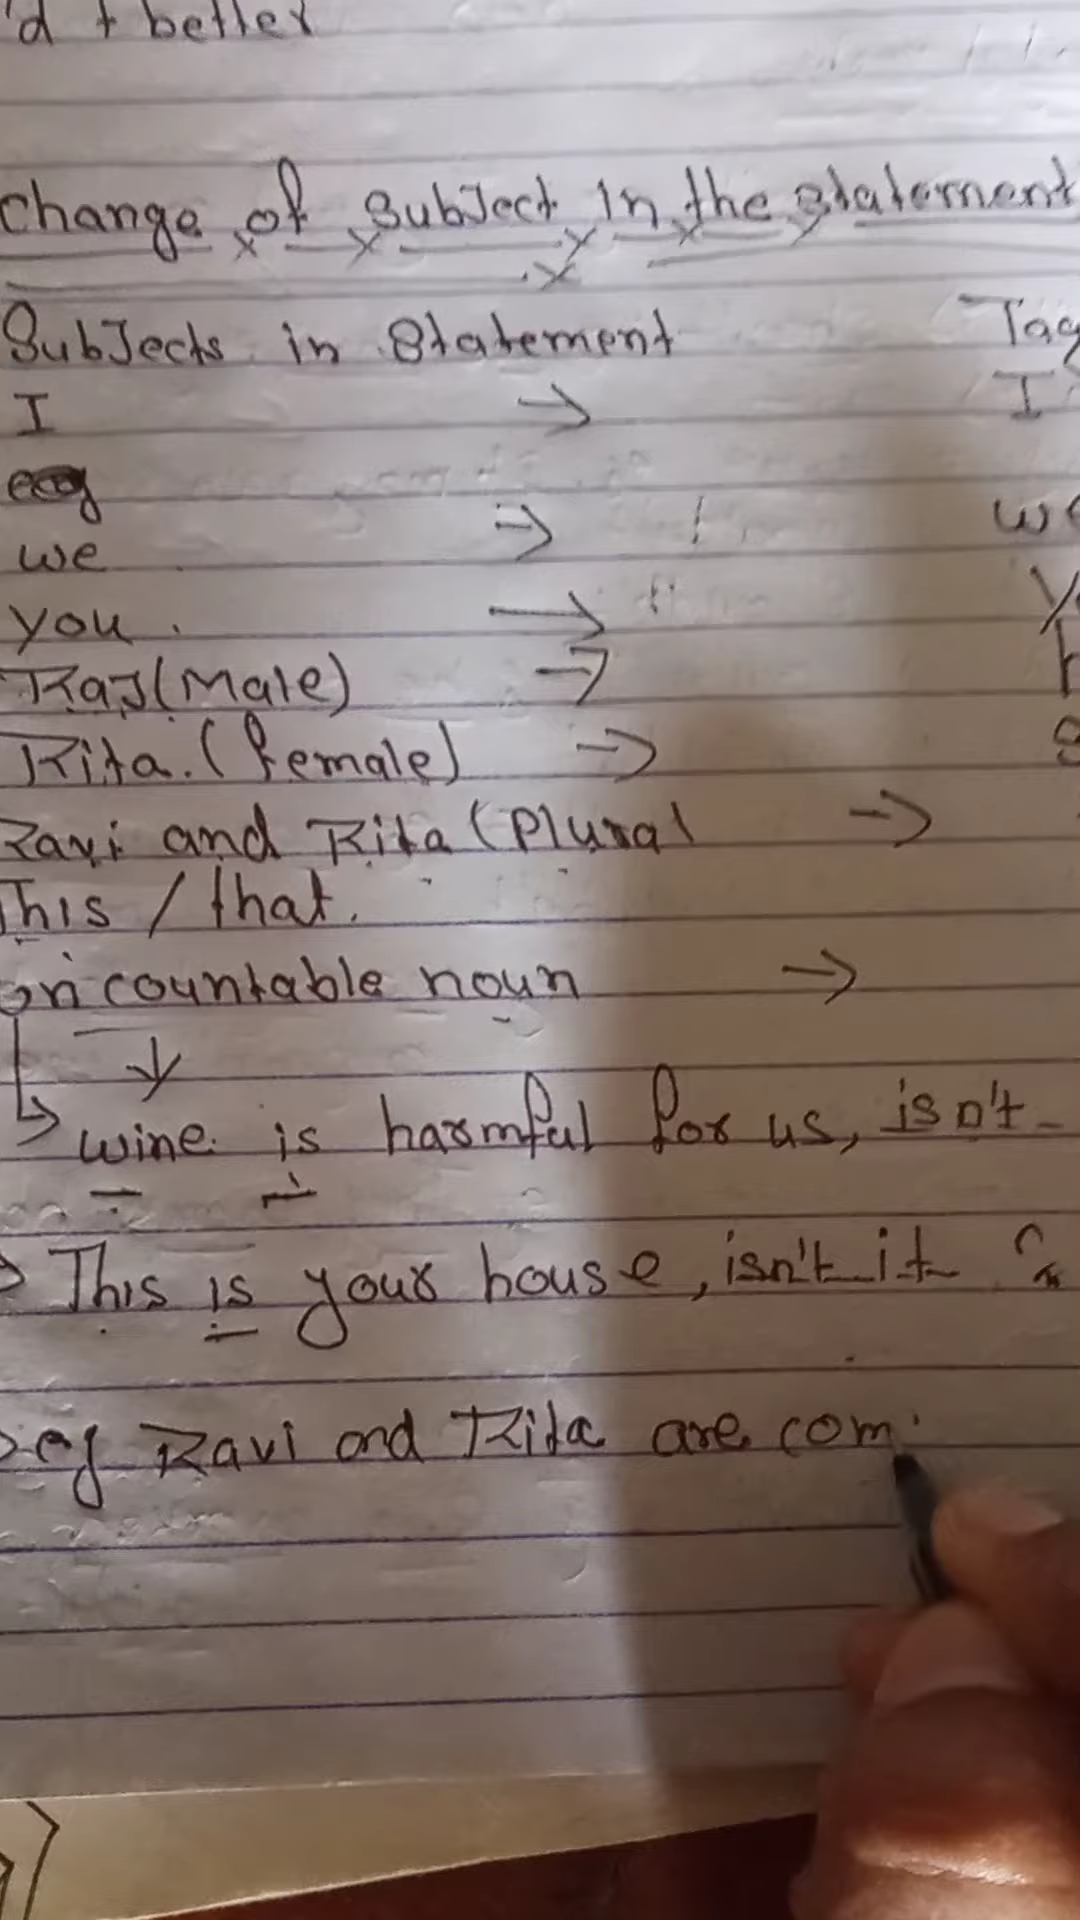 'd + better
change of subject in the statement
Subjects in Statement Tag
I → I
eg
we → we
you. →
Raj (Male) →
Rita. (female) →
Ravi and Rita (Plural →
This / that.
countable noun →
wine is harmful for us, isn't
This is your house, isn't it ?
eg Ravi and Rita are com